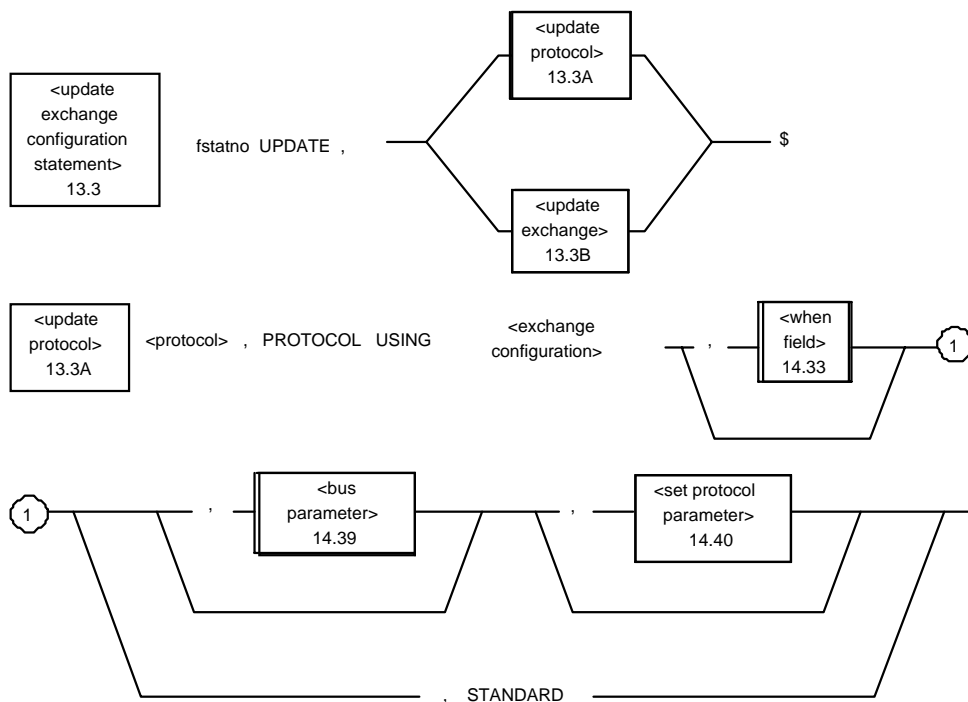 <update
protocol>
13.3A
<update
exchange
configuration
statement>
13.3
fstatno UPDATE ,
$
<update
exchange>
13.3B
<update
protocol>
13.3A
<protocol> , PROTOCOL USING
<exchange
configuration>
,
<when
field>
14.33
1
1
,
<bus
parameter>
14.39
,
<set protocol
parameter>
14.40
, STANDARD